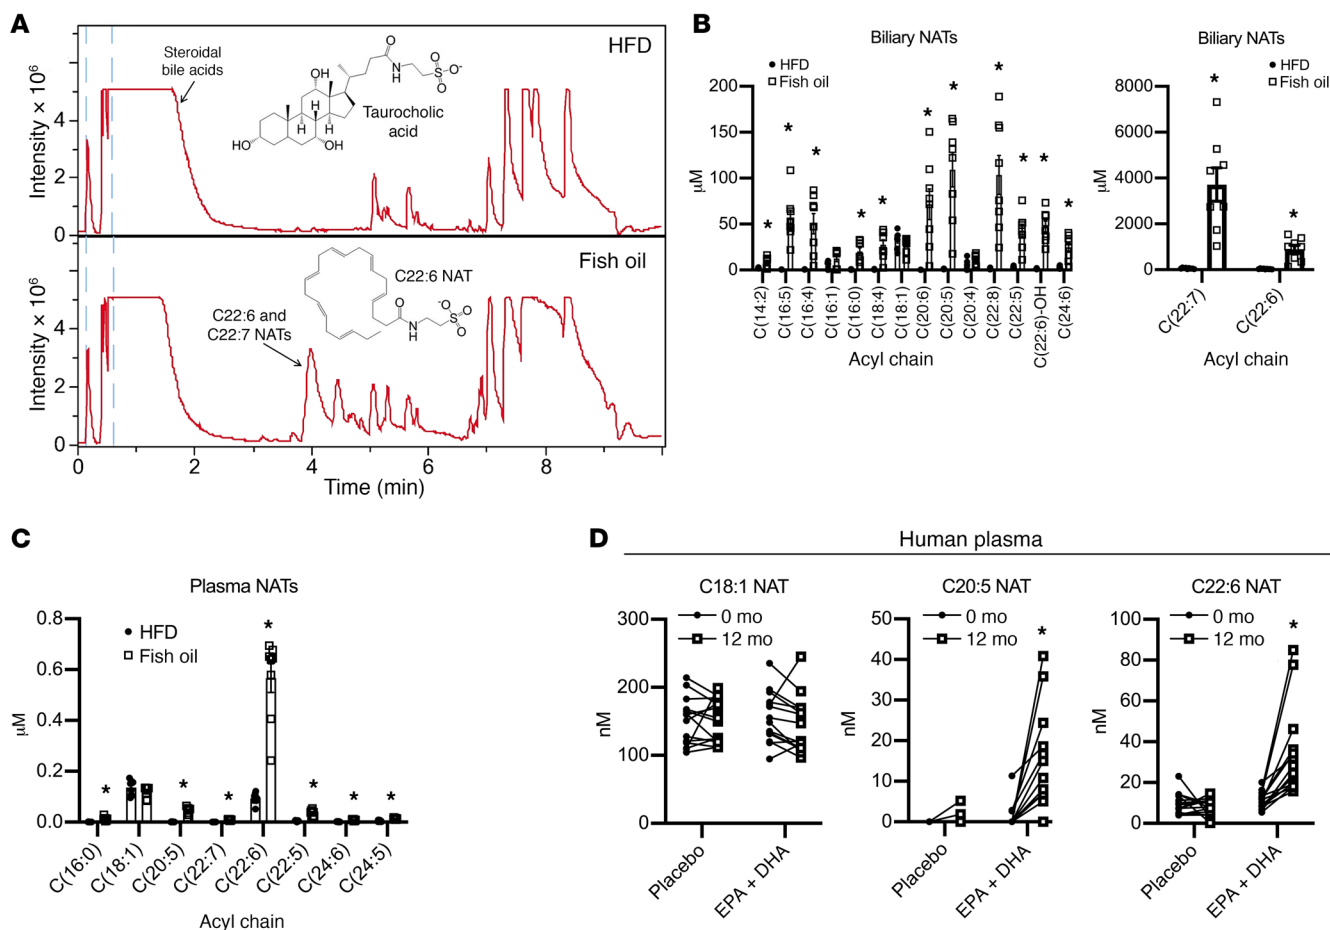 A
HFD
Steroidal
bile acids
Taurocholic
acid
OH
HO
OH
H
H
H
H
O
N
H
O
S
O⁻
O
Intensity × 10⁶
4
2
0
Fish oil
C22:6 NAT
C22:6 and
C22:7 NATs
O
N
H
⁻O
S
O
O
Intensity × 10⁶
4
2
0
0 2 4 6 8
Time (min)
B
Biliary NATs
HFD
Fish oil
μM
200
150
100
50
0
* * * * * * * * * * *
C(14:2) C(16:5) C(16:4) C(16:1) C(16:0) C(18:4) C(18:1) C(20:6) C(20:5) C(20:4) C(22:8) C(22:5) C(22:6)-OH C(24:6)
Acyl chain
Biliary NATs
HFD
Fish oil
μM
8000
6000
4000
2000
0
* *
C(22:7) C(22:6)
Acyl chain
C
Plasma NATs
HFD
Fish oil
μM
0.8
0.6
0.4
0.2
0.0
* * * * * * *
C(16:0) C(18:1) C(20:5) C(22:7) C(22:6) C(22:5) C(24:6) C(24:5)
Acyl chain
D
Human plasma
C18:1 NAT
0 mo
12 mo
nM
300
200
100
0
Placebo EPA + DHA
C20:5 NAT
0 mo
12 mo
*
nM
50
40
30
20
10
0
Placebo EPA + DHA
C22:6 NAT
0 mo
12 mo
*
nM
100
80
60
40
20
0
Placebo EPA + DHA